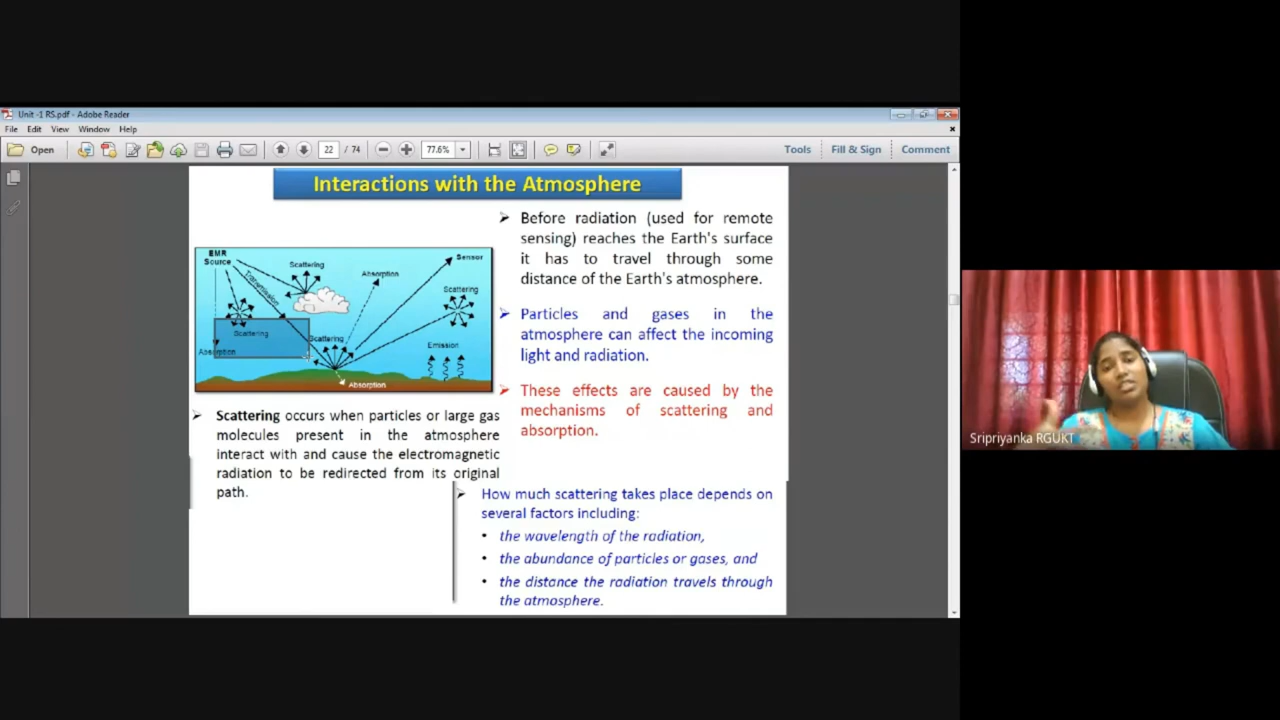 Unit -1 RS.pdf - Adobe Reader
File Edit View Window Help
Open 22 / 74 77.6% Tools Fill & Sign Comment
Interactions with the Atmosphere
EMR
Source
Transmission
Scattering
Absorption
Sensor
Scattering
Scattering
Scattering
Emission
Absorption
Absorption
Scattering occurs when particles or large gas
molecules present in the atmosphere
interact with and cause the electromagnetic
radiation to be redirected from its original
path.
➤ Before radiation (used for remote
sensing) reaches the Earth's surface
it has to travel through some
distance of the Earth's atmosphere.
➤ Particles and gases in the
atmosphere can affect the incoming
light and radiation.
➤ These effects are caused by the
mechanisms of scattering and
absorption.
➤ How much scattering takes place depends on
several factors including:
• the wavelength of the radiation,
• the abundance of particles or gases, and
• the distance the radiation travels through
the atmosphere.
Sripriyanka RGUKT